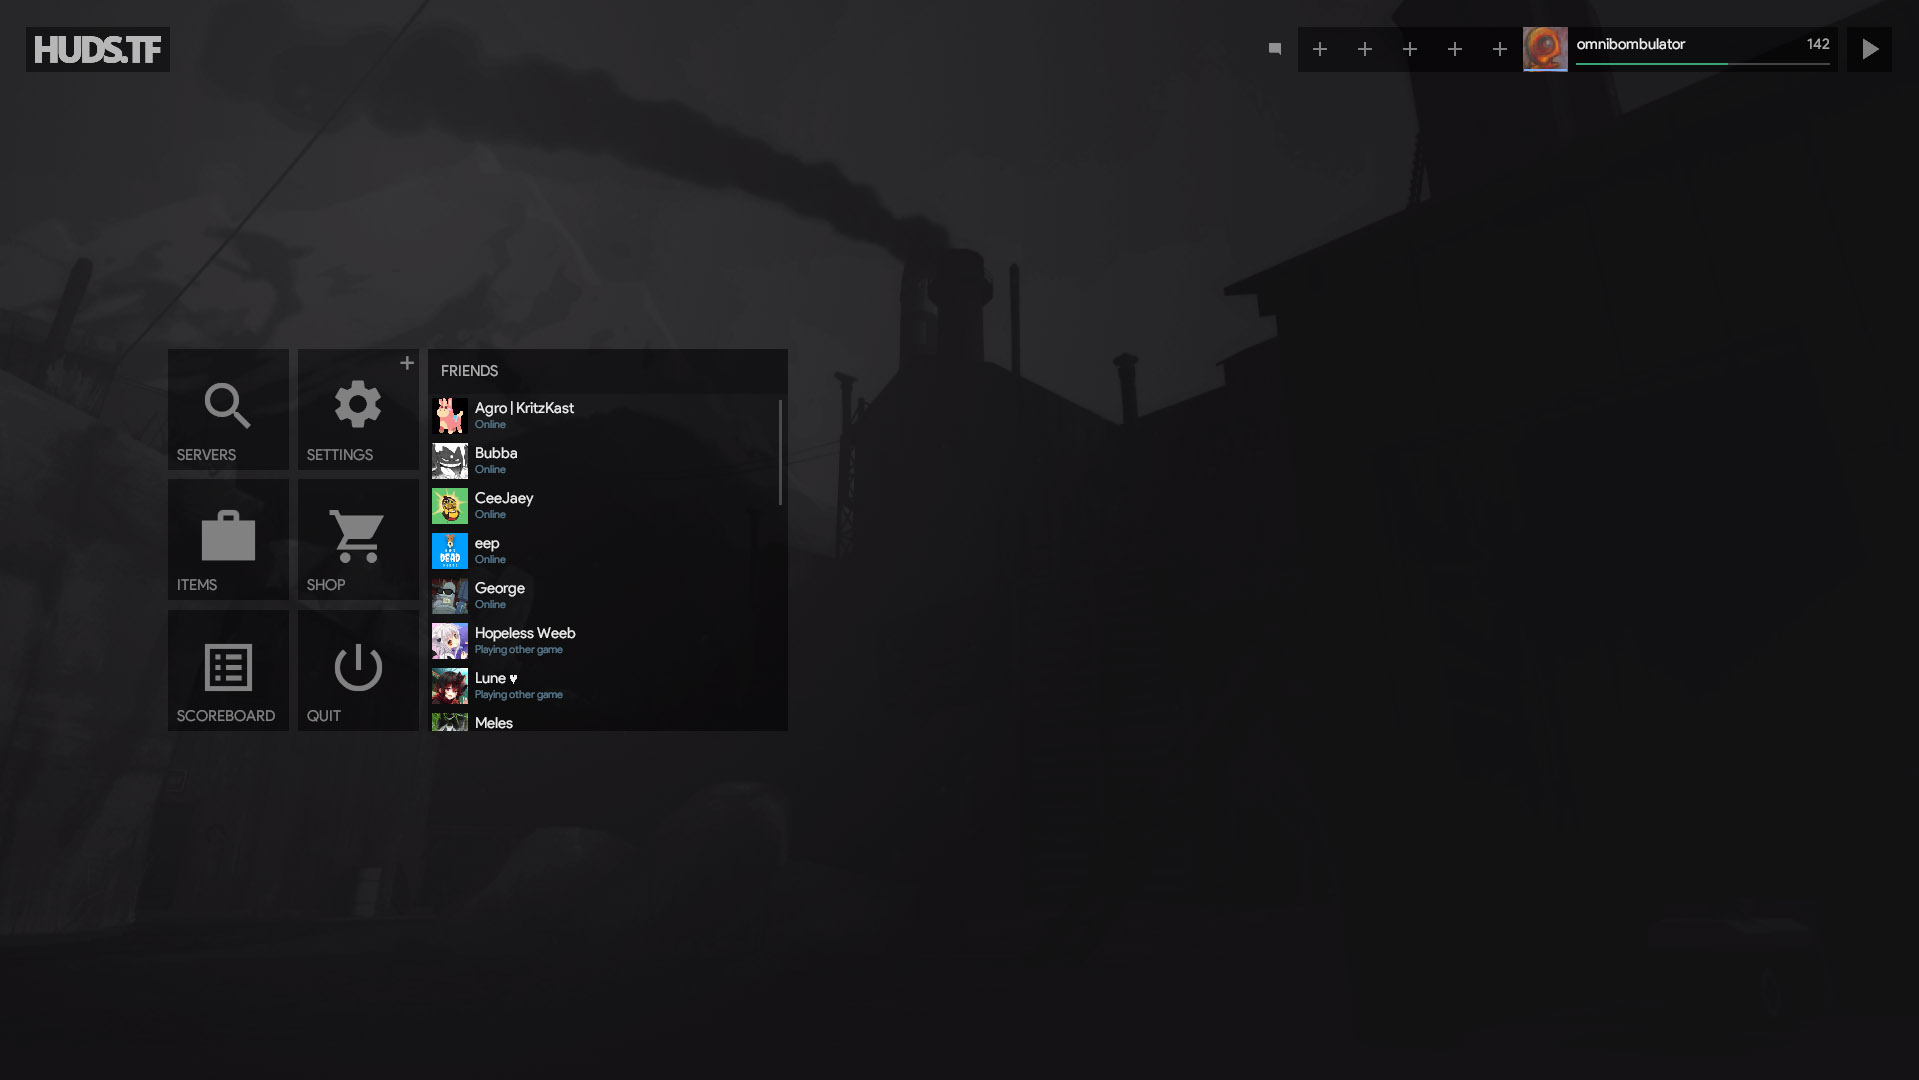 HUDS.TF
omnibombulator
142
SERVERS
SETTINGS
ITEMS
SHOP
SCOREBOARD
QUIT
FRIENDS
Agro | KritzKast
Online
Bubba
Online
CeeJaey
Online
eep
Online
DEAD
George
Online
Hopeless Weeb
Playing other game
Lune ♥
Playing other game
Meles